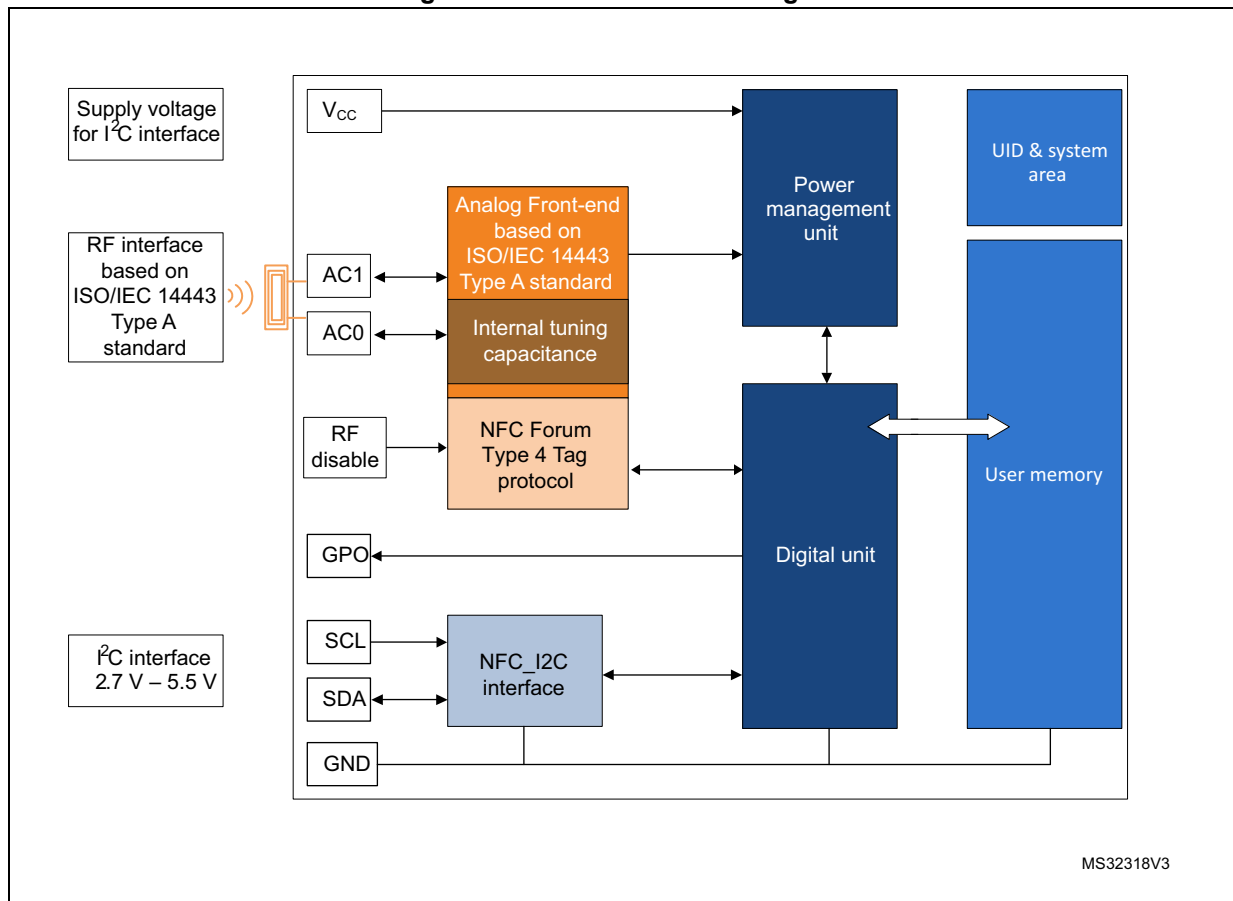 Supply voltage
for I²C interface
V_CC
Power
management
unit
UID & system
area
Analog Front-end
based on
ISO/IEC 14443
Type A standard
RF interface
based on
ISO/IEC 14443
Type A
standard
AC1
AC0
Internal tuning
capacitance
RF
disable
NFC Forum
Type 4 Tag
protocol
User memory
GPO
Digital unit
I²C interface
2.7 V – 5.5 V
SCL
SDA
NFC_I2C
interface
GND
MS32318V3